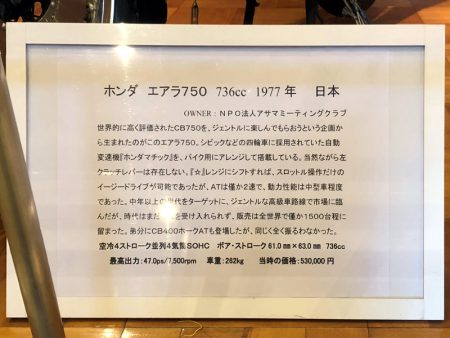 ホンダ エアラ750 736cc 1977年 日本
OWNER：NPO法人アサマミーティングクラブ
世界的に高く評価されたCB750を、ジェントルに楽しんでもらおうという企画か
ら生まれたのがこのエアラ750。シビックなどの四輪車に採用されていた自動
変速機『ホンダマチック』を、バイク用にアレンジして搭載している。当然ながら左
クラッチレバーは存在しない。『☆』レンジにシフトすれば、スロットル操作だけの
イージードライブが可能であったが、ATは僅か2速で、動力性能は中型車程度
であった。中年以上の世代をターゲットに、ジェントルな高級車路線で市場に臨
んだが、時代はまだ を受け入れられず、販売は全世界で僅か1500台程に
留まった。弟分にCB400ホークATも登場したが、同じく全く振るわなかった。
空冷4ストローク並列4気筒SOHC ボア・ストローク61.0mm×63.0mm 736cc
最高出力：47.0ps/7,500rpm 車重：262kg 当時の価格：530,000円